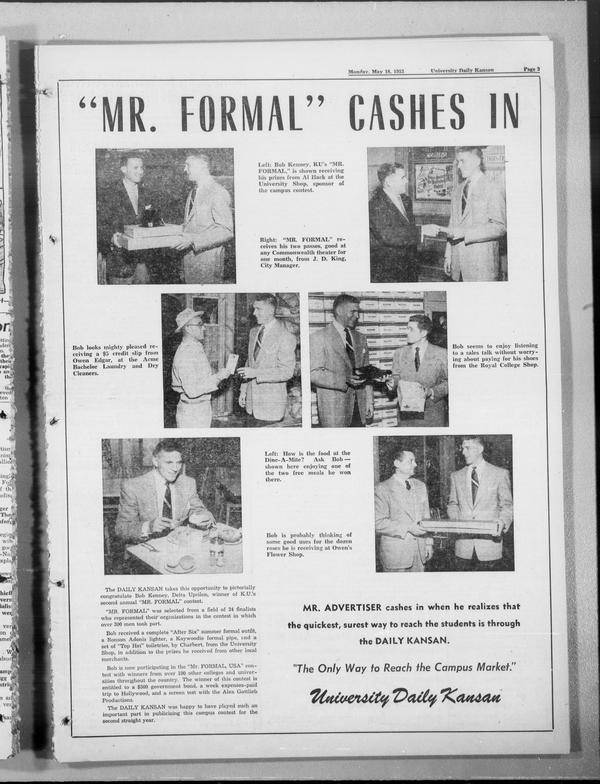 Monday, May 18, 1953 University Daily Kansan Page 3
"MR. FORMAL" CASHES IN
Left: Bob Kenney, KU's "MR.
FORMAL," is shown receiving
his prizes from Al Hack at the
University Shop, sponsor of
the campus contest.
Right: "MR. FORMAL" re-
ceives his two passes, good at
any Commonwealth theater for
one month, from J. D. King,
City Manager.
Bob looks mighty pleased re-
ceiving a $5 credit slip from
Owen Edgar, at the Acme
Bachelor Laundry and Dry
Cleaners.
Bob seems to enjoy listening
to a sales talk without worry-
ing about paying for his shoes
from the Royal College Shop.
Left: How is the food at the
Dine-A-Mite? Ask Bob—
shown here enjoying one of
the two free meals he won
there.
Bob is probably thinking of
some good uses for the dozen
roses he is receiving at Owen's
Flower Shop.
The DAILY KANSAN takes this opportunity to pictorially
congratulate Bob Kenney, Delta Upsilon, winner of K.U.'s
second annual "MR. FORMAL" contest.
"MR. FORMAL" was selected from a field of 24 finalists
who represented their organizations in the contest in which
over 300 men took part.
Bob received a complete "After Six" summer formal outfit,
a Ronson Adonis lighter, a Kaywoodie formal pipe, and a
set of "Top Hat" toiletries, by Charbert, from the University
Shop, in addition to the prizes he received from other local
merchants.
Bob is now participating in the "Mr. FORMAL, USA" con-
test with winners from over 100 other colleges and univer-
sities throughout the country. The winner of this contest is
entitled to a $500 government bond, a week expenses-paid
trip to Hollywood, and a screen test with the Alex Gottlieb
Productions.
The DAILY KANSAN was happy to have played such an
important part in publicizing this campus contest for the
second straight year.
MR. ADVERTISER cashes in when he realizes that
the quickest, surest way to reach the students is through
the DAILY KANSAN.
"The Only Way to Reach the Campus Market."
University Daily Kansan